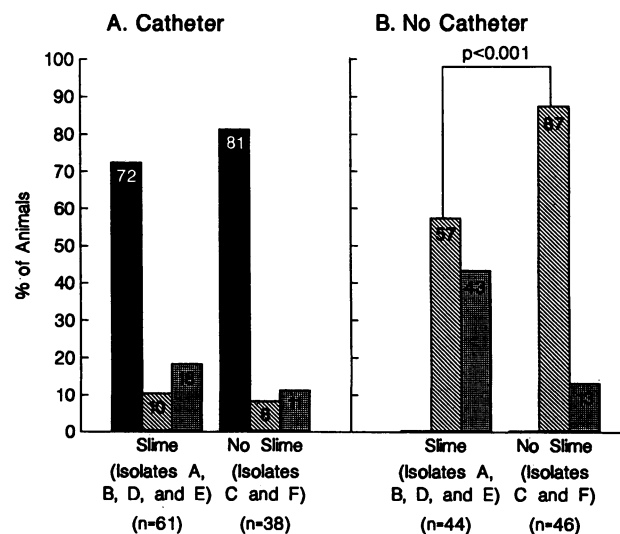 A. Catheter
B. No Catheter
p<0.001
100
90
80
70
60
50
40
30
20
10
0
% of Animals
72
10
18
81
8
11
57
43
87
13
Slime
(Isolates A,
B, D, and E)
(n=61)
No Slime
(Isolates
C and F)
(n=38)
Slime
(Isolates A,
B, D, and E)
(n=44)
No Slime
(Isolates
C and F)
(n=46)